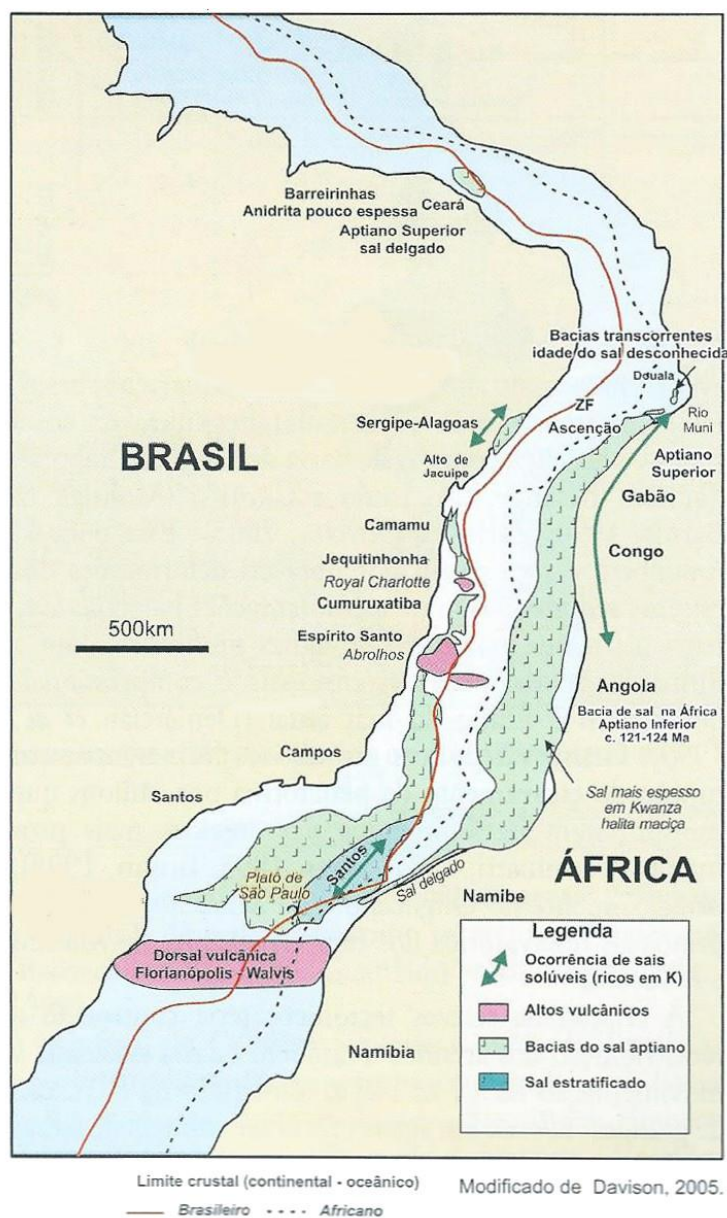 Barreirinhas
Anidrita pouco espessa
Ceará
Aptiano Superior
sal delgado
Bacias transcorrentes
idade do sal desconhecida
Douala
ZF
Ascenção
Rio
Muni
Sergipe-Alagoas
BRASIL
Alto de
Jacuipe
Aptiano
Superior
Gabão
Camamu
Congo
Jequitinhonha
Royal Charlotte
Cumuruxatiba
500km
Espírito Santo
Abrolhos
Angola
Bacia de sal na África
Aptiano Inferior
c. 121-124 Ma
Campos
Santos
Sal mais espesso
em Kwanza
halita maciça
Santos
Platô de
São Paulo
ÁFRICA
Sal delgado
Namibe
?
Dorsal vulcânica
Florianópolis - Walvis
Namíbia
Legenda
Ocorrência de sais
solúveis (ricos em K)
Altos vulcânicos
Bacias do sal aptiano
Sal estratificado
Limite crustal (continental - oceânico)
Modificado de Davison, 2005.
Brasileiro
Africano